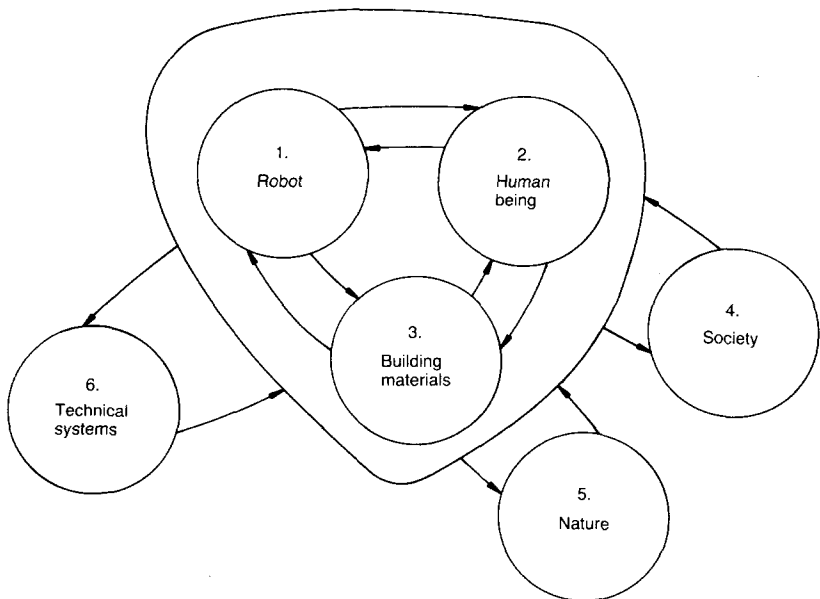 1.
Robot
2.
Human
being
3.
Building
materials
4.
Society
5.
Nature
6.
Technical
systems